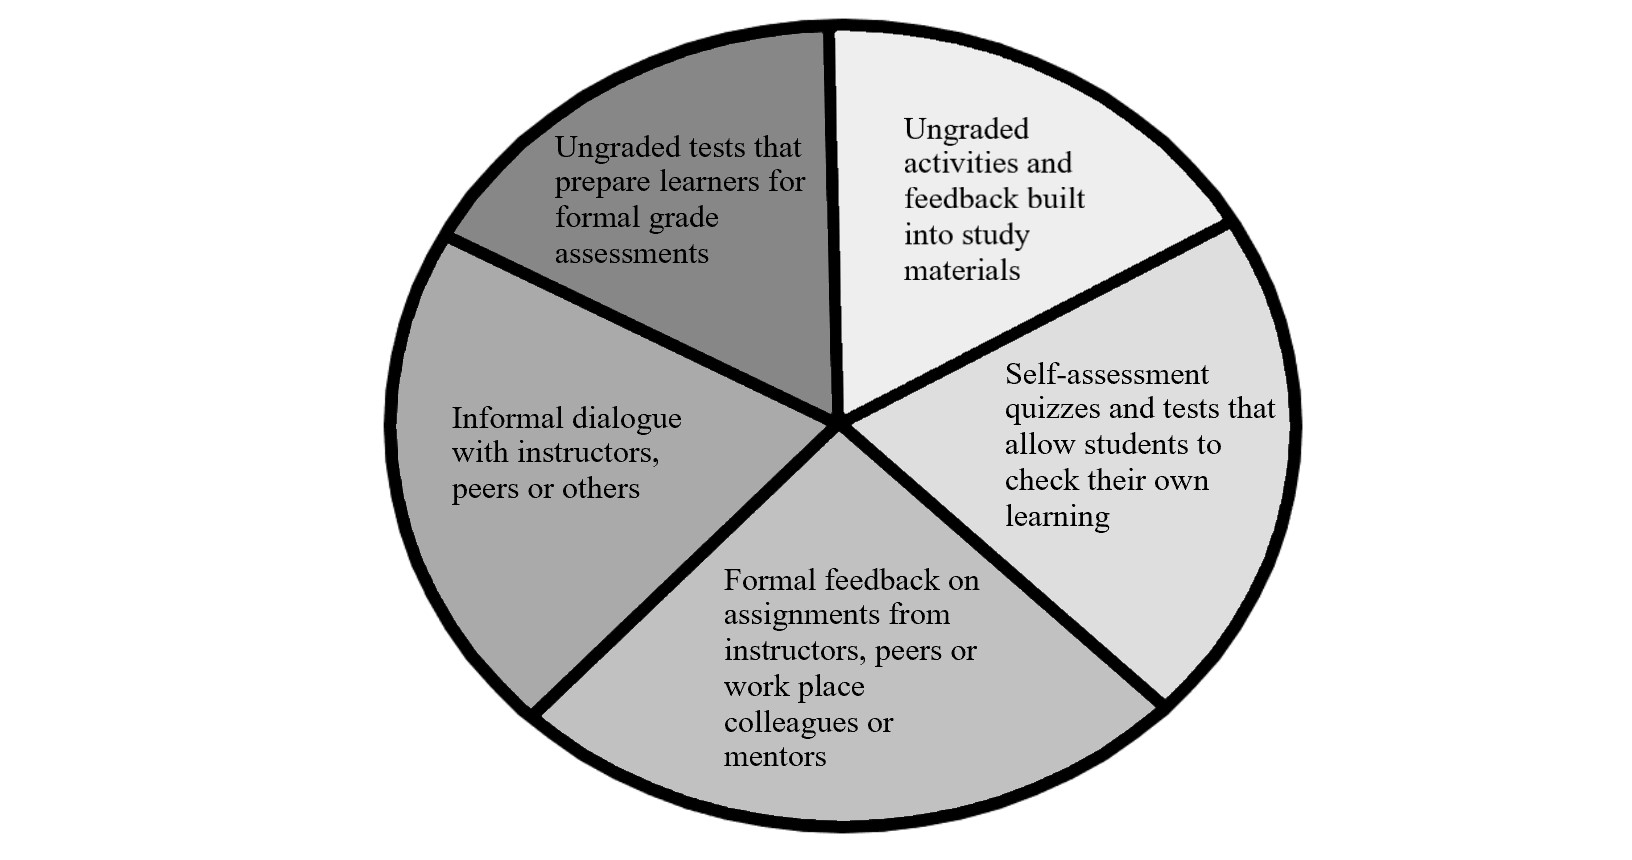 Ungraded tests that
prepare learners for
formal grade
assessments
Ungraded
activities and
feedback built
into study
materials
Self-assessment
quizzes and tests that
allow students to
check their own
learning
Informal dialogue
with instructors,
peers or others
Formal feedback on
assignments from
instructors, peers or
work place
colleagues or
mentors